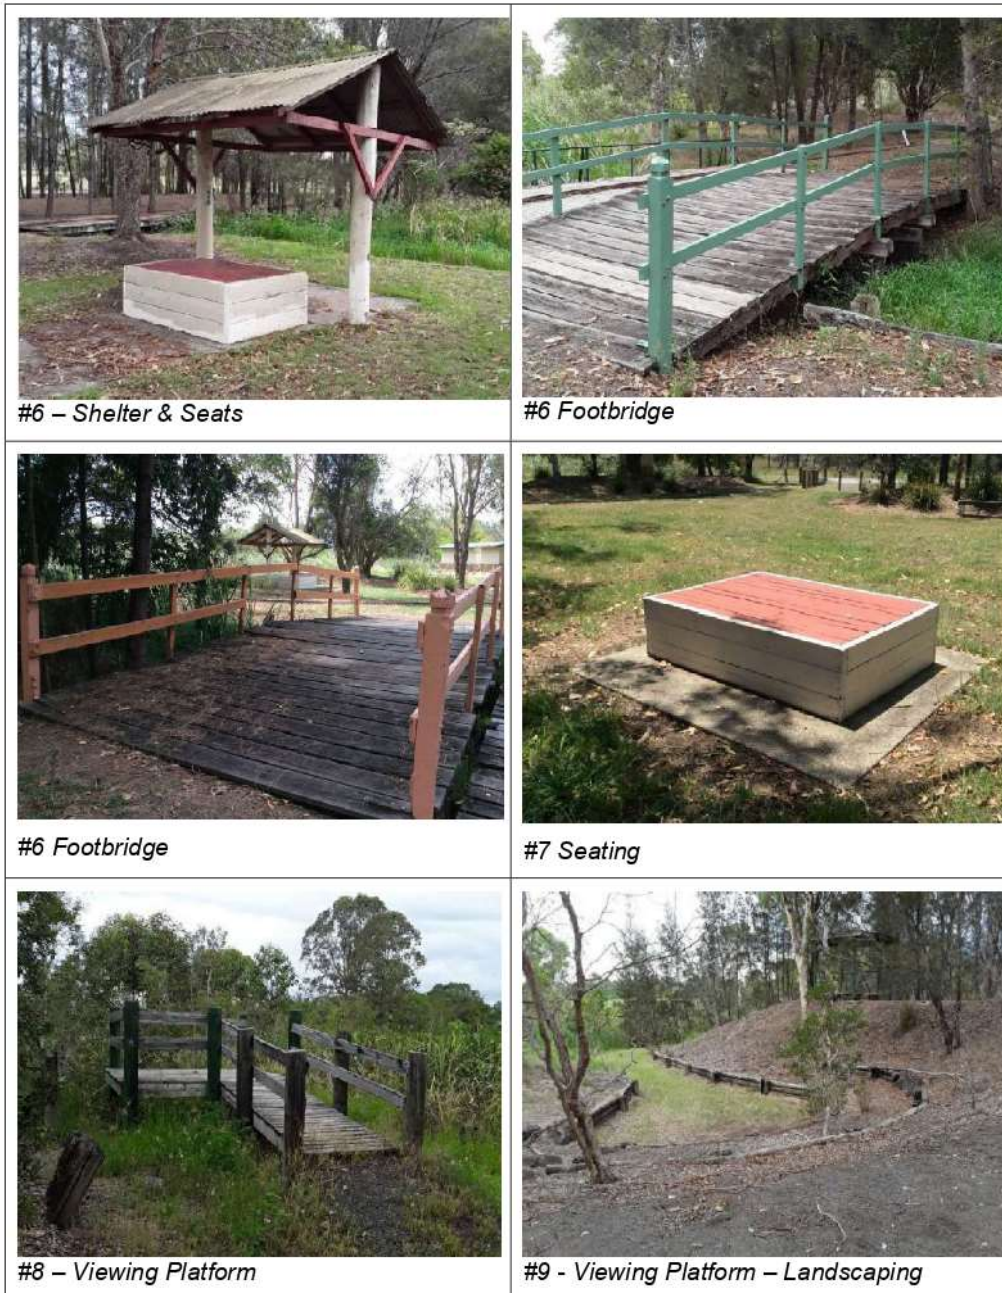 #6 – Shelter & Seats
#6 Footbridge
#6 Footbridge
#7 Seating
#8 – Viewing Platform
#9 - Viewing Platform – Landscaping